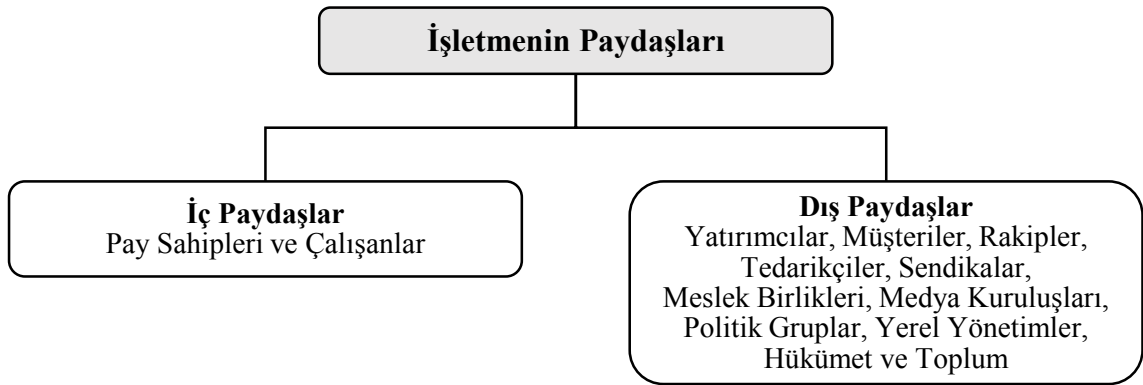 İşletmenin Paydaşları
İç Paydaşlar
Pay Sahipleri ve Çalışanlar
Dış Paydaşlar
Yatırımcılar, Müşteriler, Rakipler,
Tedarikçiler, Sendikalar,
Meslek Birlikleri, Medya Kuruluşları,
Politik Gruplar, Yerel Yönetimler,
Hükümet ve Toplum